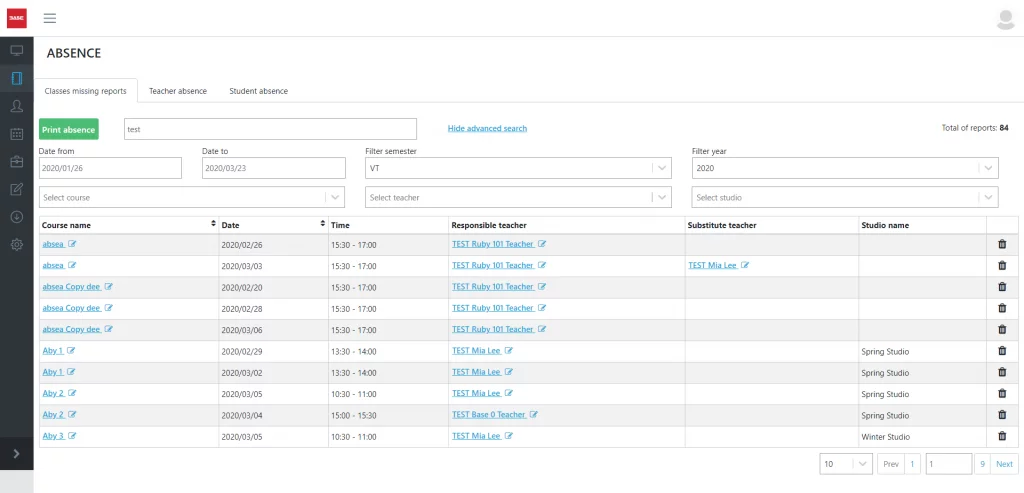 BASE
ABSENCE
Classes missing reports Teacher absence Student absence
Print absence test Hide advanced search Total of reports: 84
Date from Date to Filter semester Filter year
2020/01/26 2020/03/23 VT 2020
Select course Select teacher Select studio
Course name Date Time Responsible teacher Substitute teacher Studio name
absea 2020/02/26 15:30 - 17:00 TEST Ruby 101 Teacher
absea 2020/03/03 15:30 - 17:00 TEST Ruby 101 Teacher TEST Mia Lee
absea Copy dee 2020/02/20 15:30 - 17:00 TEST Ruby 101 Teacher
absea Copy dee 2020/02/28 15:30 - 17:00 TEST Ruby 101 Teacher
absea Copy dee 2020/03/06 15:30 - 17:00 TEST Ruby 101 Teacher
Aby 1 2020/02/29 13:30 - 14:00 TEST Mia Lee Spring Studio
Aby 1 2020/03/02 13:30 - 14:00 TEST Mia Lee Spring Studio
Aby 2 2020/03/05 10:30 - 11:00 TEST Mia Lee Spring Studio
Aby 2 2020/03/04 15:00 - 15:30 TEST Base 0 Teacher Spring Studio
Aby 3 2020/03/05 10:30 - 11:00 TEST Mia Lee Winter Studio
10 Prev 1 1 9 Next